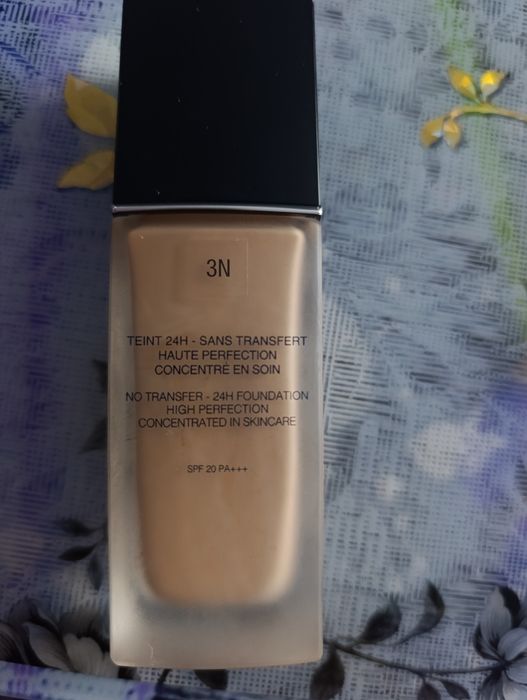 3N
TEINT 24H - SANS TRANSFERT
HAUTE PERFECTION
CONCENTRÉ EN SOIN
NO TRANSFER - 24H FOUNDATION
HIGH PERFECTION
CONCENTRATED IN SKINCARE
SPF 20 PA+++